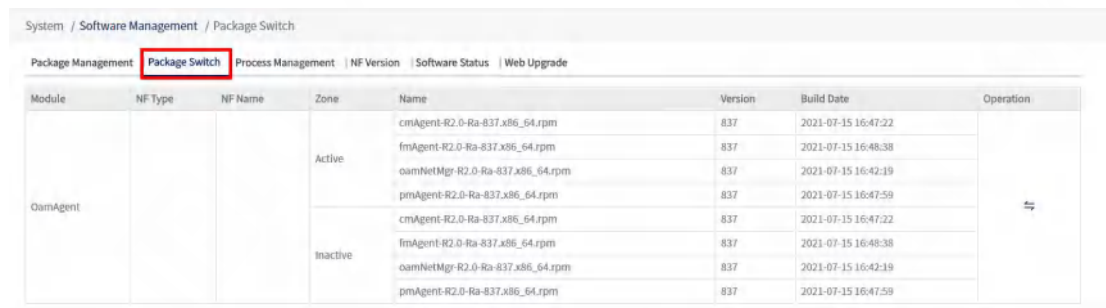 System / Software Management / Package Switch
Package Management Package Switch Process Management | NF Version | Software Status | Web Upgrade
Module NF Type NF Name Zone Name Version Build Date Operation
cmAgent-R2.0-Ra-837.x86_64.rpm 837 2021-07-15 16:47:22
fmAgent-R2.0-Ra-837.x86_64.rpm 837 2021-07-15 16:48:38
Active
oamNetMgr-R2.0-Ra-837.x86_64.rpm 837 2021-07-15 16:42:19
pmAgent-R2.0-Ra-837.x86_64.rpm 837 2021-07-15 16:47:59
OamAgent
cmAgent-R2.0-Ra-837.x86_64.rpm 837 2021-07-15 16:47:22
fmAgent-R2.0-Ra-837.x86_64.rpm 837 2021-07-15 16:48:38
Inactive
oamNetMgr-R2.0-Ra-837.x86_64.rpm 837 2021-07-15 16:42:19
pmAgent-R2.0-Ra-837.x86_64.rpm 837 2021-07-15 16:47:59